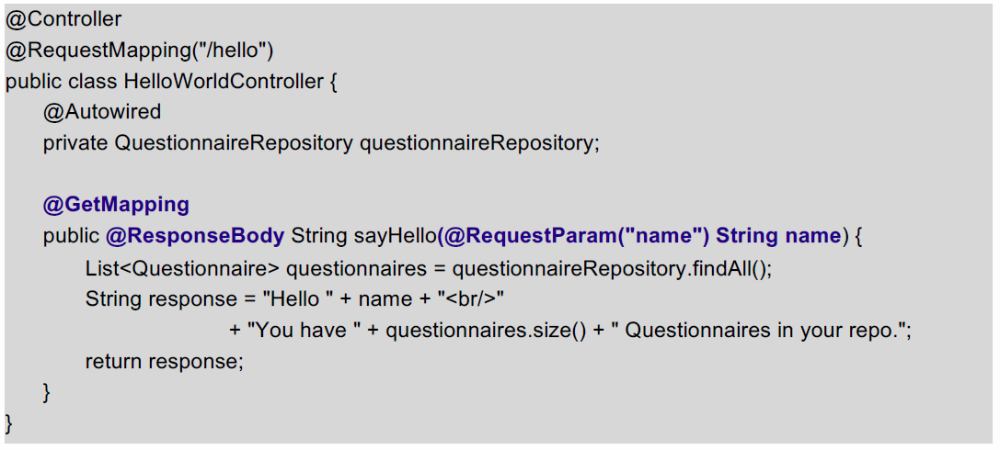 @Controller
@RequestMapping("/hello")
public class HelloWorldController {
@Autowired
private QuestionnaireRepository questionnaireRepository;
@GetMapping
public @ResponseBody String sayHello(@RequestParam("name") String name) {
List<Questionnaire> questionnaires = questionnaireRepository.findAll();
String response = "Hello " + name + "<br/>"
+ "You have " + questionnaires.size() + " Questionnaires in your repo.";
return response;
}
}